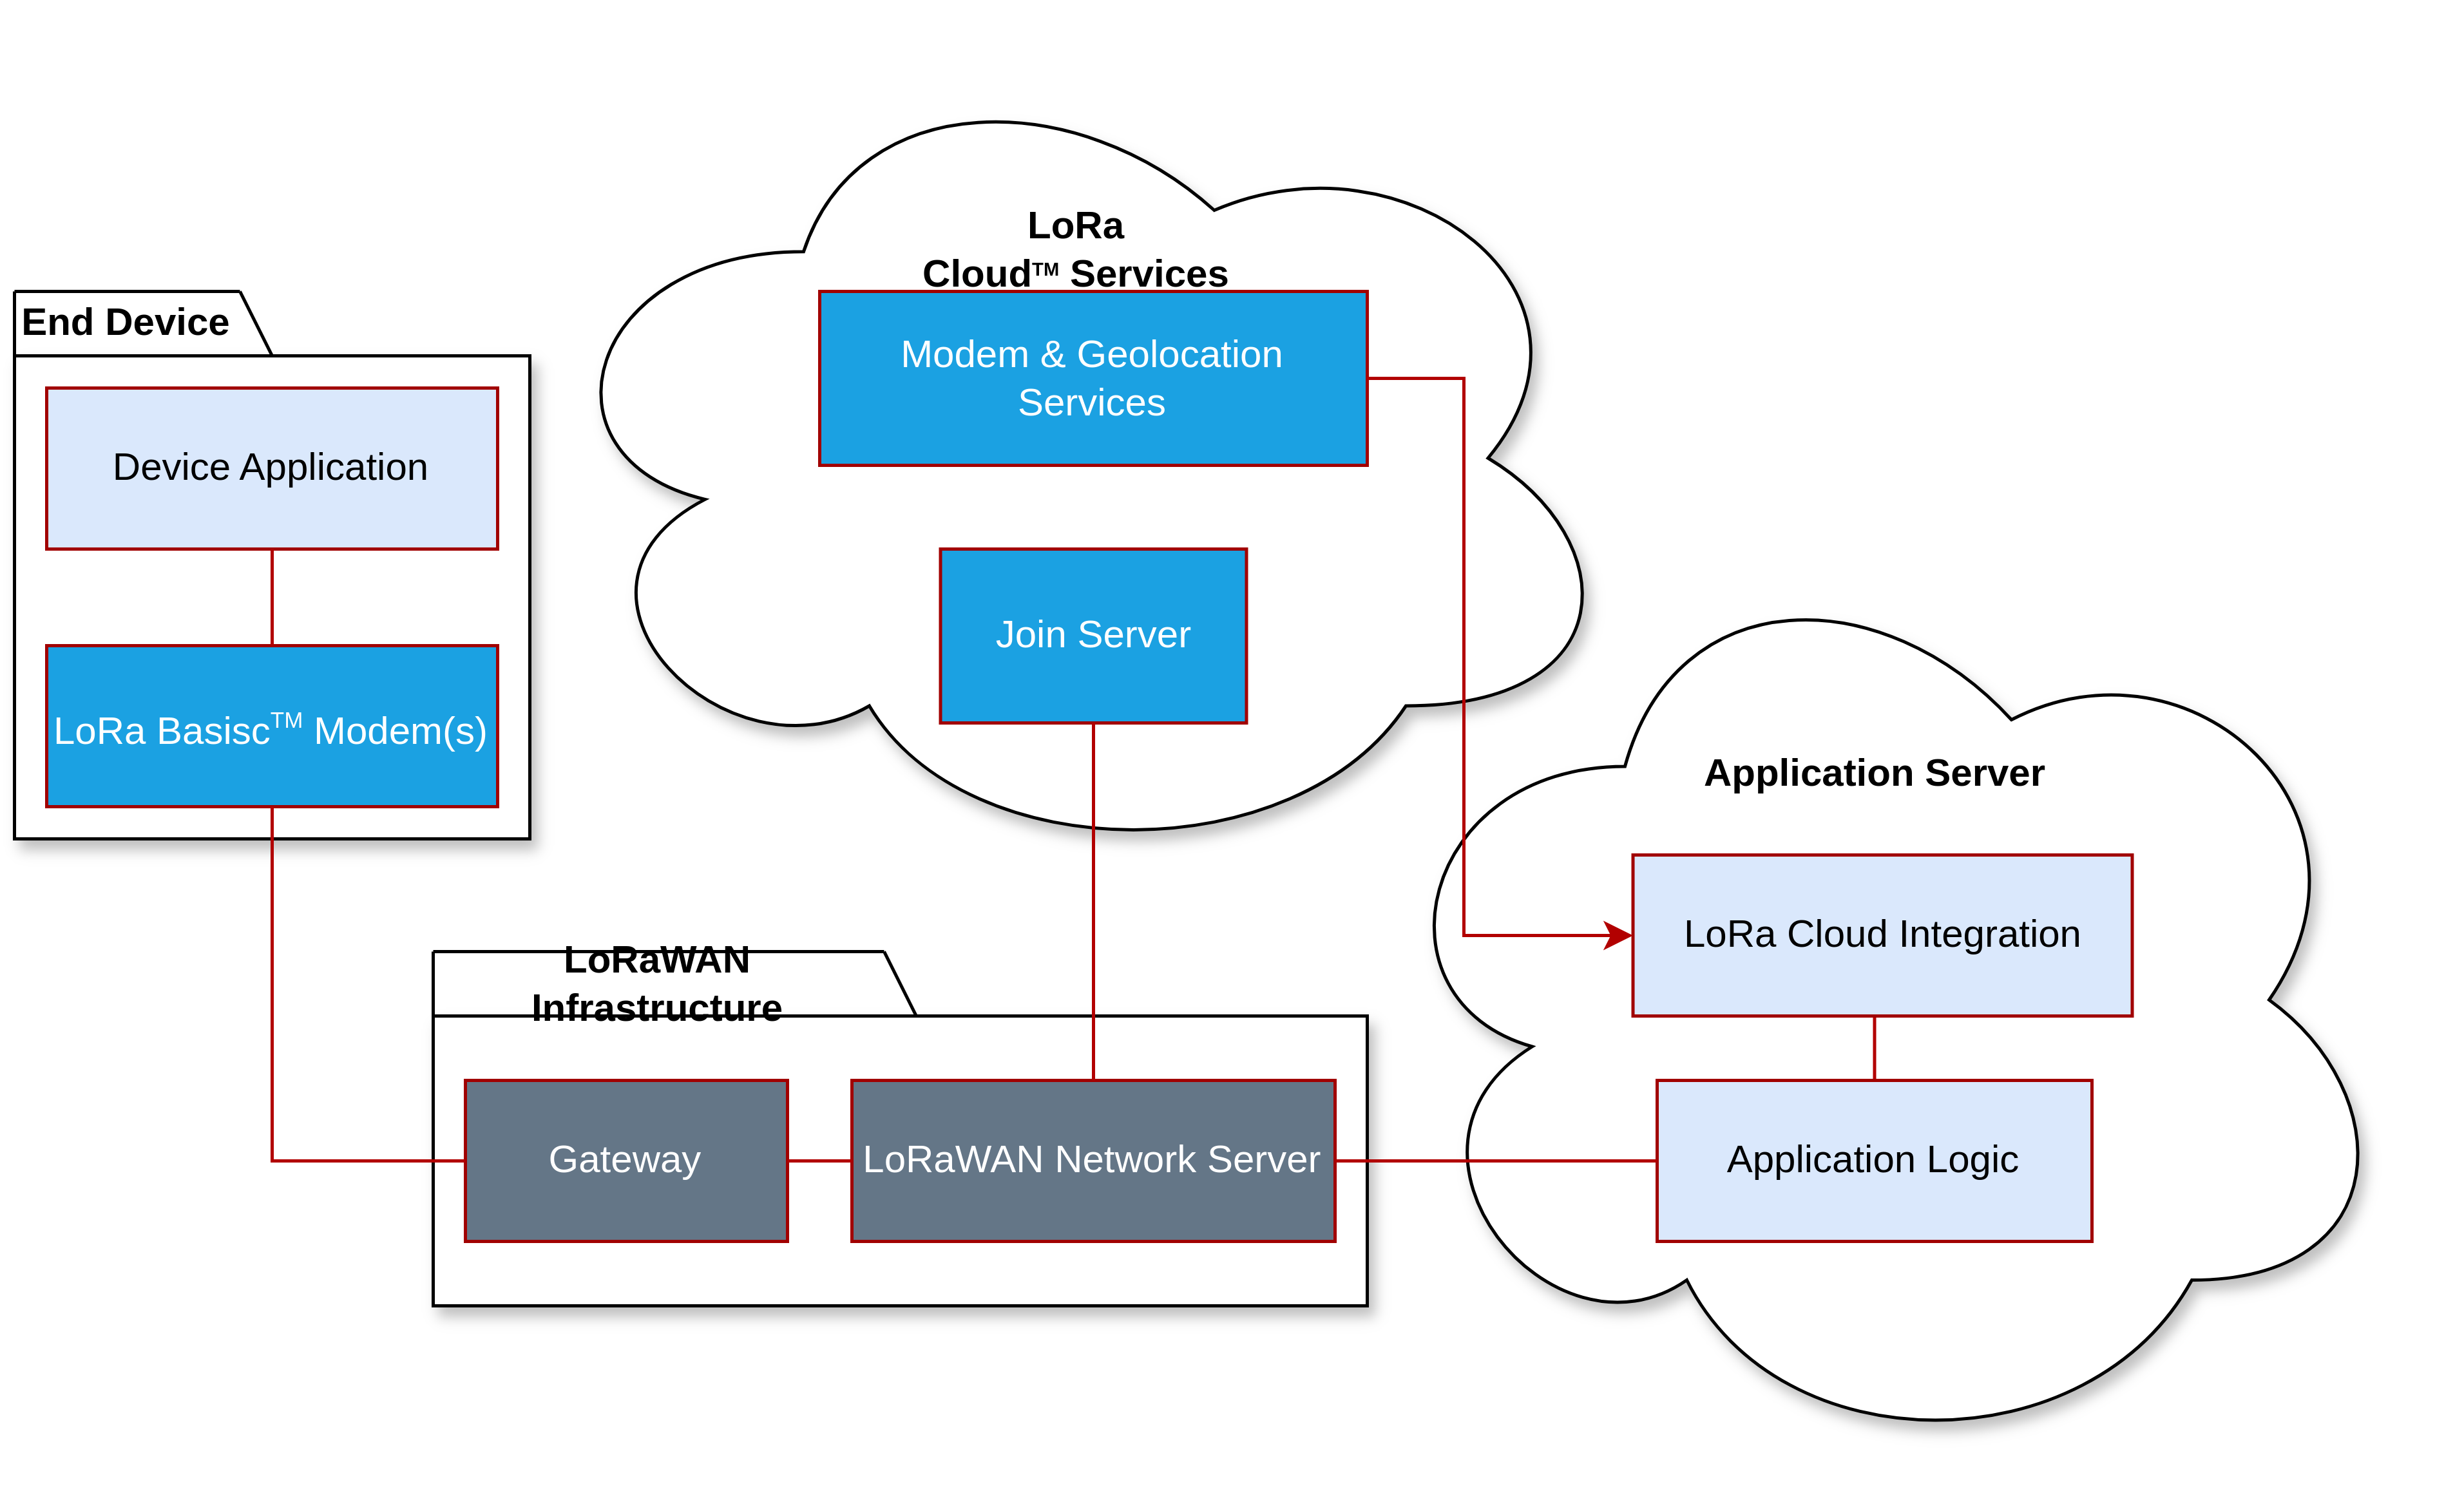 LoRa
Cloud™ Services
End Device
Modem & Geolocation
Services
Device Application
Join Server
LoRa Basisc™ Modem(s)
Application Server
LoRa Cloud Integration
LoRaWAN
Infrastructure
Gateway
LoRaWAN Network Server
Application Logic